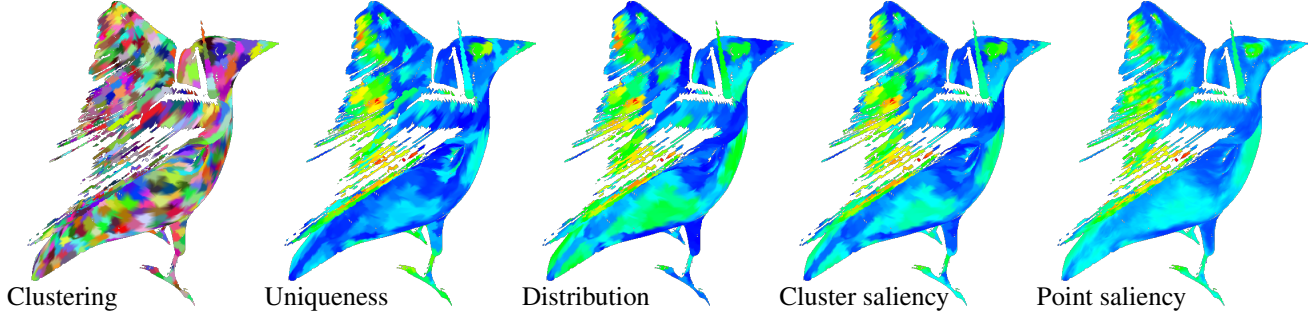 Clustering
Uniqueness
Distribution
Cluster saliency
Point saliency